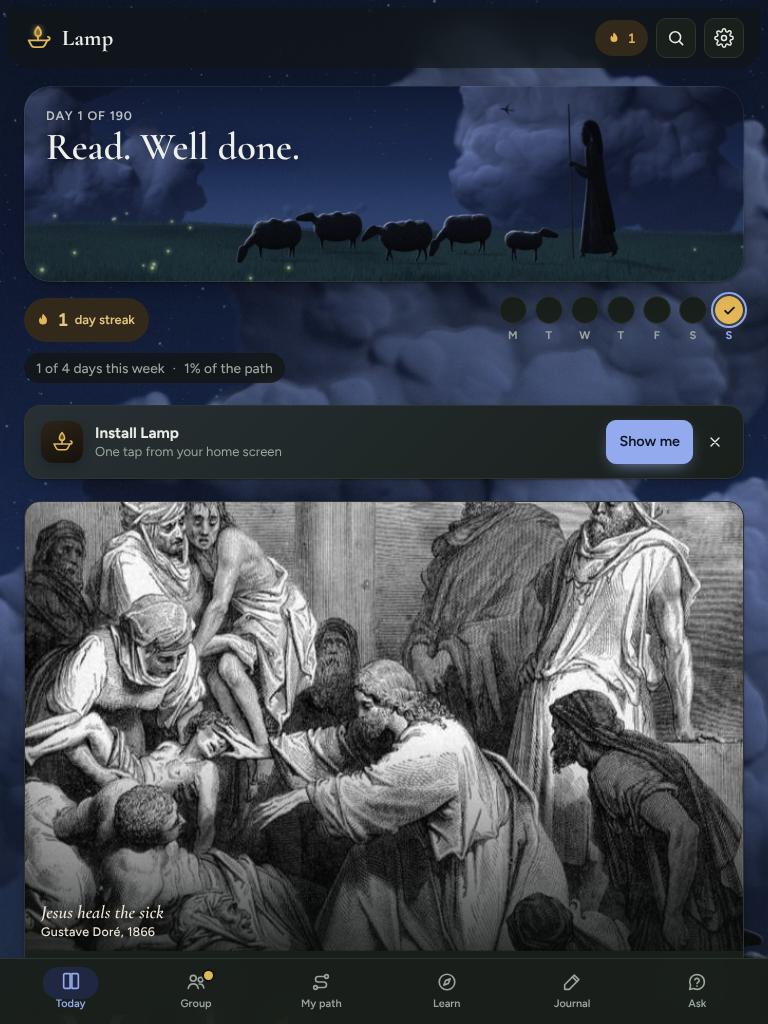 Lamp
1
DAY 1 OF 190
Read. Well done.
1 day streak
M T W T F S S
1 of 4 days this week · 1% of the path
Install Lamp
One tap from your home screen
Show me
Jesus heals the sick
Gustave Doré, 1866
Today
Group
My path
Learn
Journal
Ask